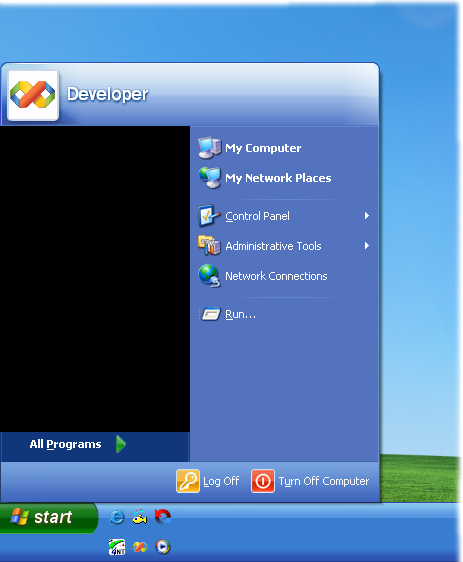 Developer
My Computer
My Network Places
Control Panel
Administrative Tools
Network Connections
Run...
All Programs
Log Off
Turn Off Computer
start
4NT